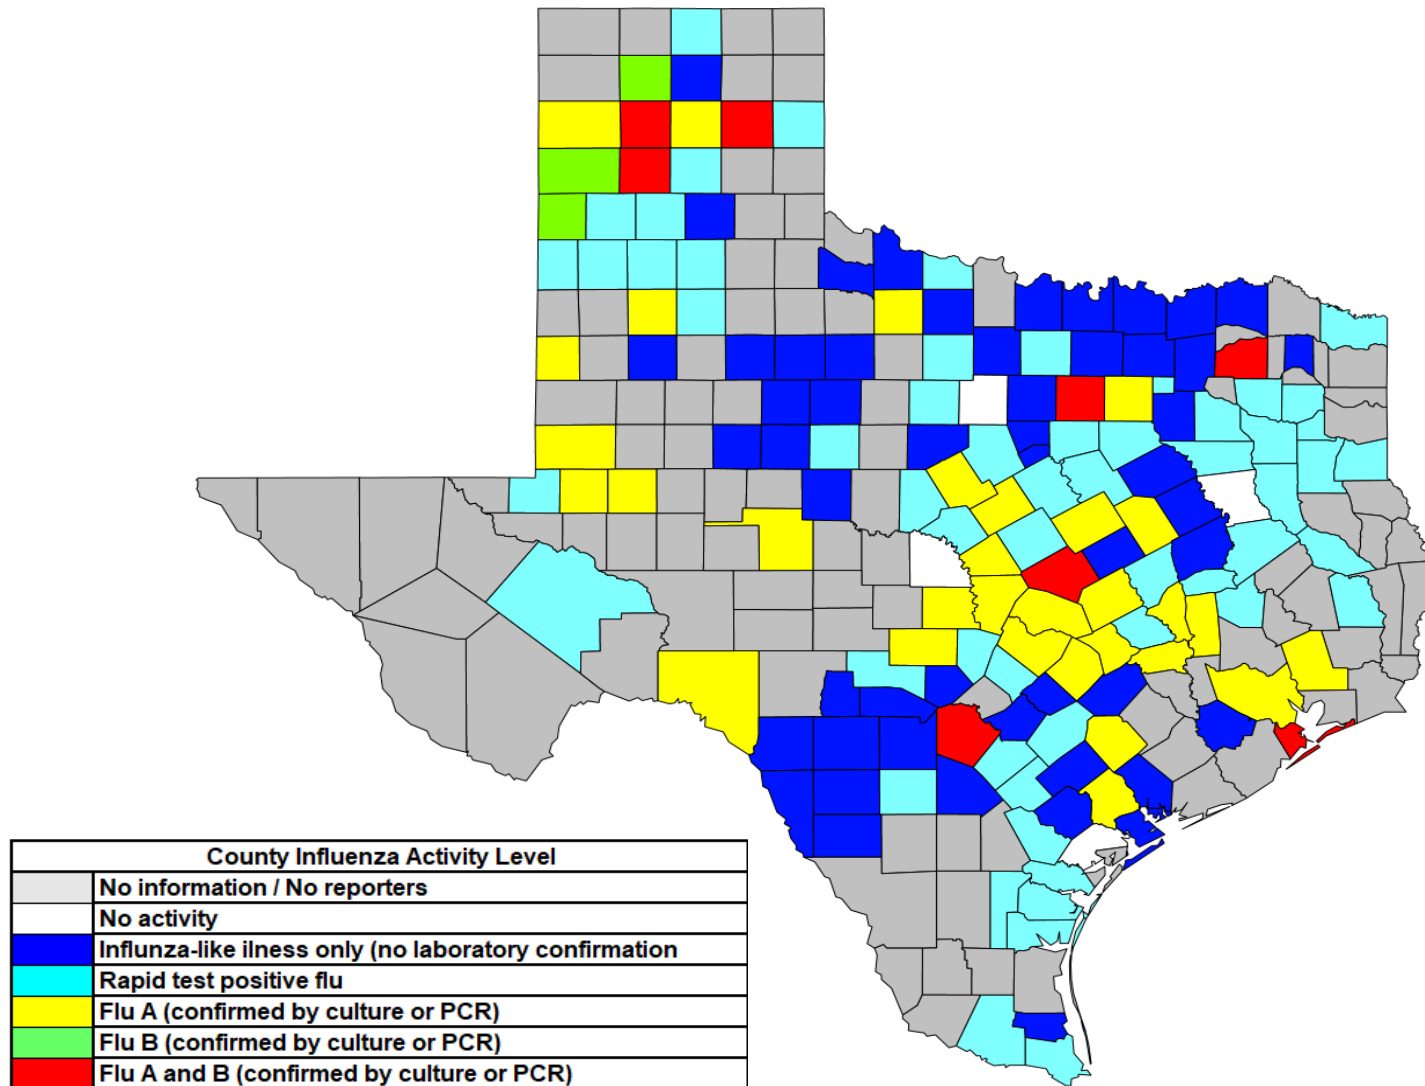 County Influenza Activity Level
No information / No reporters
No activity
Influnza-like ilness only (no laboratory confirmation
Rapid test positive flu
Flu A (confirmed by culture or PCR)
Flu B (confirmed by culture or PCR)
Flu A and B (confirmed by culture or PCR)